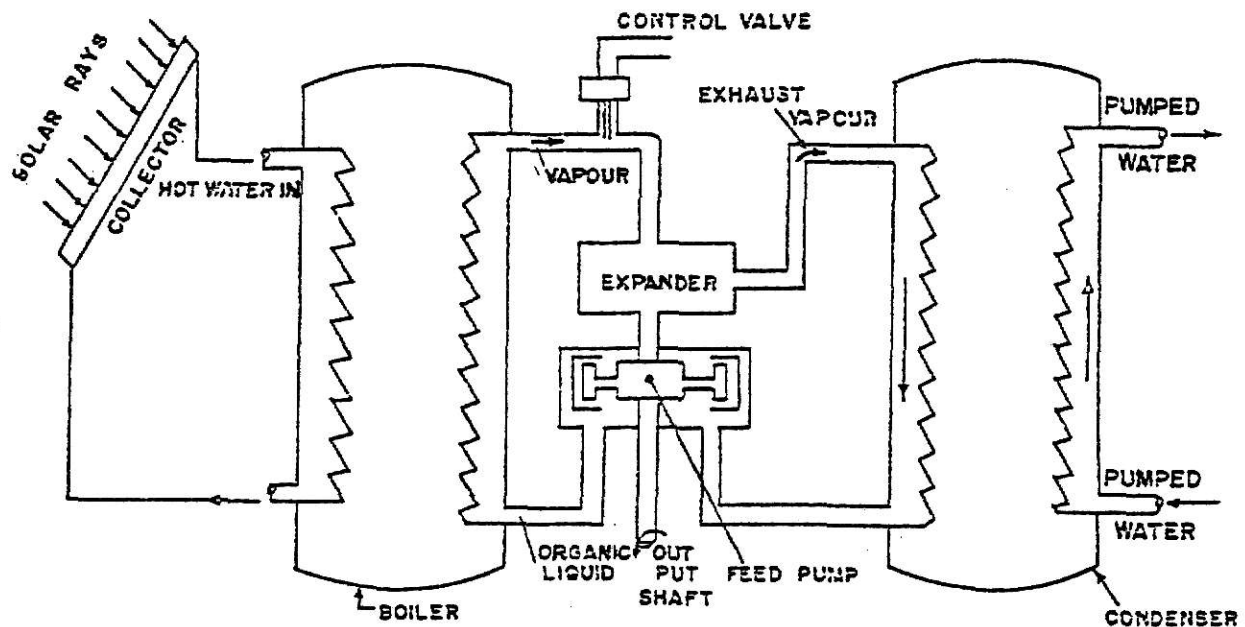 CONTROL VALVE
SOLAR RAYS
COLLECTOR
HOT WATER IN
VAPOUR
EXHAUST
VAPOUR
PUMPED
WATER
EXPANDER
PUMPED
WATER
ORGANIC
LIQUID
OUT
PUT
SHAFT
FEED PUMP
BOILER
CONDENSER